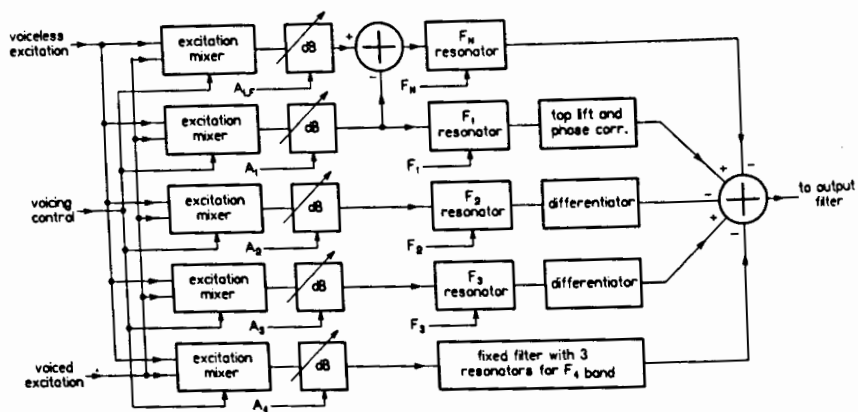 voiceless
excitation
excitation
mixer
dB
+
-
F_N
resonator
A_LF
F_N
excitation
mixer
dB
F_1
resonator
top lift and
phase corr.
A_1
F_1
voicing
control
excitation
mixer
dB
F_2
resonator
differentiator
A_2
F_2
+
-
-
+
-
to output
filter
excitation
mixer
dB
F_3
resonator
differentiator
A_3
F_3
voiced
excitation
excitation
mixer
dB
fixed filter with 3
resonators for F_4 band
A_4